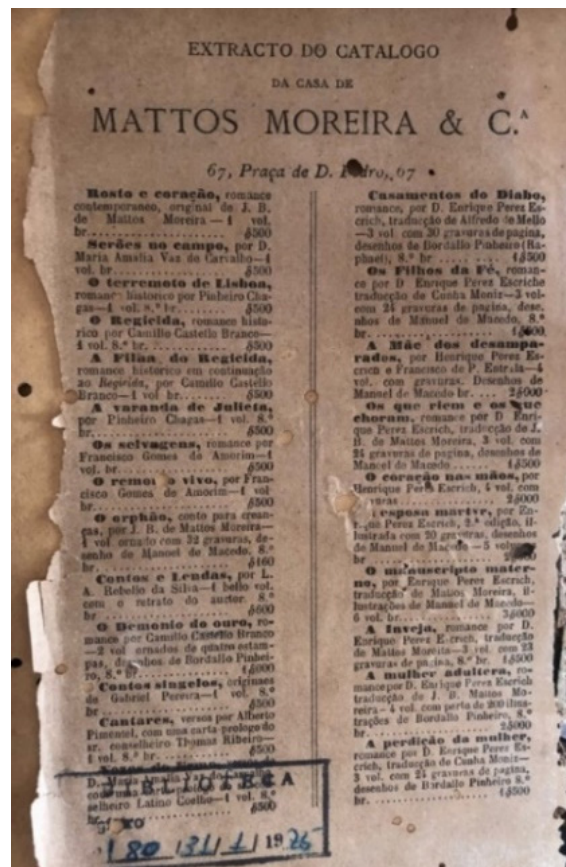 EXTRACTO DO CATALOGO
DA CASA DE
MATTOS MOREIRA & C.ᴬ
67, Praça de D. Pedro, 67
Rosto e coração, romance
contemporaneo, original de J. B.
de Mattos Moreira — 1 vol.
br. $500
Serões no campo, por D.
Maria Amalia Vaz de Carvalho—1
vol. br. $500
O terremoto de Lisboa,
romance historico por Pinheiro Cha-
gas—1 vol. 8.º br. $500
O Regicida, romance histo-
rico por Camillo Castello Branco—
1 vol. 8.º br. $500
A Filha do Regicida,
romance historico em continuação
ao Regicida, por Camillo Castello
Branco—1 vol br. $500
A varanda de Julieta,
por Pinheiro Chagas—1 vol. 8.º
br. $500
Os selvagens, romance por
Francisco Gomes de Amorim—1
vol. br. $500
O remorso vivo, por Fran-
cisco Gomes de Amorim—1 vol
br. $500
O orphão, conto para crean-
ças, por J. B. de Mattos Moreira—
1 vol. ornado com 32 gravuras, de-
senho de Manoel de Macedo. 8.º
br. $160
Contos e Lendas, por L.
A. Rebello da Silva—1 bello vol.
com o retrato do auctor. 8.º
br. $600
O Demonio do ouro, ro-
mance por Camillo Castello Branco
—2 vol ornados de quatro estam-
pas, desenhos de Bordallo Pinhei-
ro, 8.º br. 1$000
Contos singelos, originaes
de Gabriel Pereira—1 vol. 8.º
br. $500
Cantares, versos por Alberto
Pimentel, com uma carta prologo do
sr. conselheiro Thomaz Ribeiro—
1 vol. 8.º br. $500
D. Maria Amalia Vaz de Carvalho
com uma
selheiro Latino Coelho—1 vol. 8.º
br. $500
Casamentos do Diabo,
romance, por D. Enrique Perez Es-
crich, traducção de Alfredo de Mello
—3 vol. com 30 gravuras de pagina,
desenhos de Bordallo Pinheiro (Ra-
phael), 8.º br. 1$500
Os Filhos da Fé, roman-
ce por D Enrique Perez Escriche
traducção de Cunha Moniz—3 vol-
com 24 gravuras de pagina, dese.
nhos de Manuel de Macedo, 8.º
br.
A Mãe dos desampa-
rados, por Henrique Perez Es-
crich e Francisco de P. Entrala—4
vol. com gravuras. Desenhos de
Manuel de Macedo br. 2$000
Os que riem e os que
choram, romance por D Enri-
que Perez Escrich, traducção de J.
B. de Mattos Moreira, 3 vol. com
24 gravuras de pagina, desenhos de
Manoel de Macedo 1$500
O coração nas mãos, por
Henrique Perez Escrich, 4 vol. com
2$000
esposa martyr, por En-
rique Perez Escrich, 2.ª edição, il-
lustrada com 20 gravuras, desenhos
de Manuel de Macedo—5 vol.
O manuscripto mater-
no, por Enrique Perez Escrich,
traducção de Mattos Moreira, il-
lustrações de Manuel de Macedo—
6 vol. br. 3$000
A Inveja, romance por D.
Enrique Perez Escrich, traducção
de Mattos Moreira—3 vol. com 23
gravuras de pagina, 8.º br. 1$500
A mulher adultera, ro-
mance por D. Enrique Perez Escrich
traducção de J. B. Mattos Mo-
reira—4 vol. com perto de 200 illus-
trações de Bordallo Pinheiro, 8.º
br. 2$000
A perdição da mulher,
romance por D. Enrique Perez Es-
crich, traducção de Cunha Moniz—
3 vol. com 24 gravuras de pagina,
desenhos de Bordallo Pinheiro 8.º
br. 1$500
BLIOTECA
180 31/1/1926